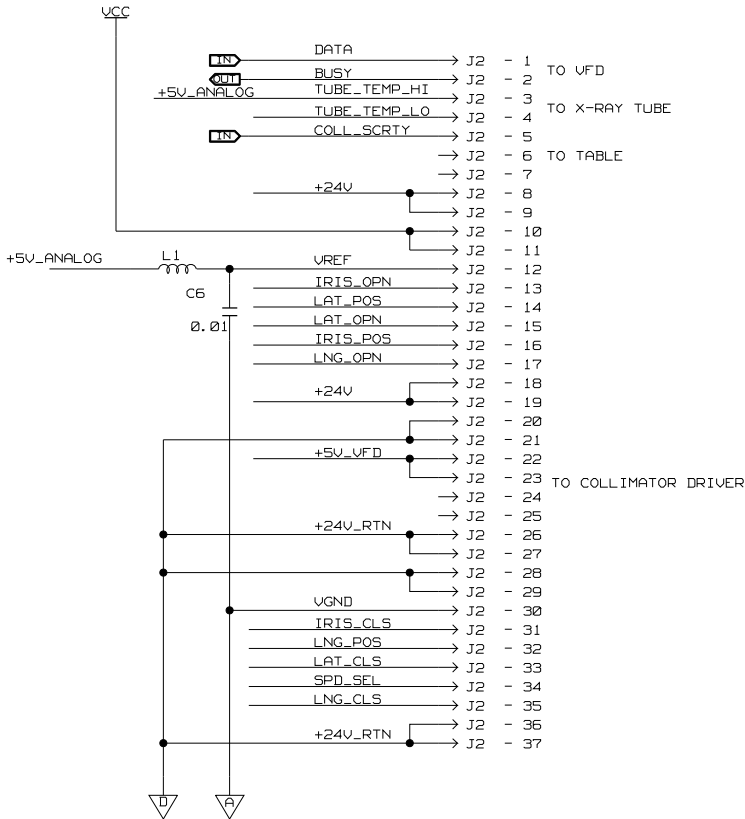 VCC
IN DATA J2 - 1
OUT BUSY J2 - 2
TO VFD
+5V_ANALOG TUBE_TEMP_HI J2 - 3
TUBE_TEMP_LO J2 - 4
TO X-RAY TUBE
IN COLL_SCRTY J2 - 5
J2 - 6 TO TABLE
J2 - 7
+24V J2 - 8
J2 - 9
J2 - 10
J2 - 11
+5V_ANALOG L1 VREF J2 - 12
C6 IRIS_OPN J2 - 13
LAT_POS J2 - 14
0.01 LAT_OPN J2 - 15
IRIS_POS J2 - 16
LNG_OPN J2 - 17
J2 - 18
+24V J2 - 19
J2 - 20
J2 - 21
+5V_VFD J2 - 22
J2 - 23 TO COLLIMATOR DRIVER
J2 - 24
J2 - 25
+24V_RTN J2 - 26
J2 - 27
J2 - 28
J2 - 29
VGND J2 - 30
IRIS_CLS J2 - 31
LNG_POS J2 - 32
LAT_CLS J2 - 33
SPD_SEL J2 - 34
LNG_CLS J2 - 35
J2 - 36
+24V_RTN J2 - 37
D A